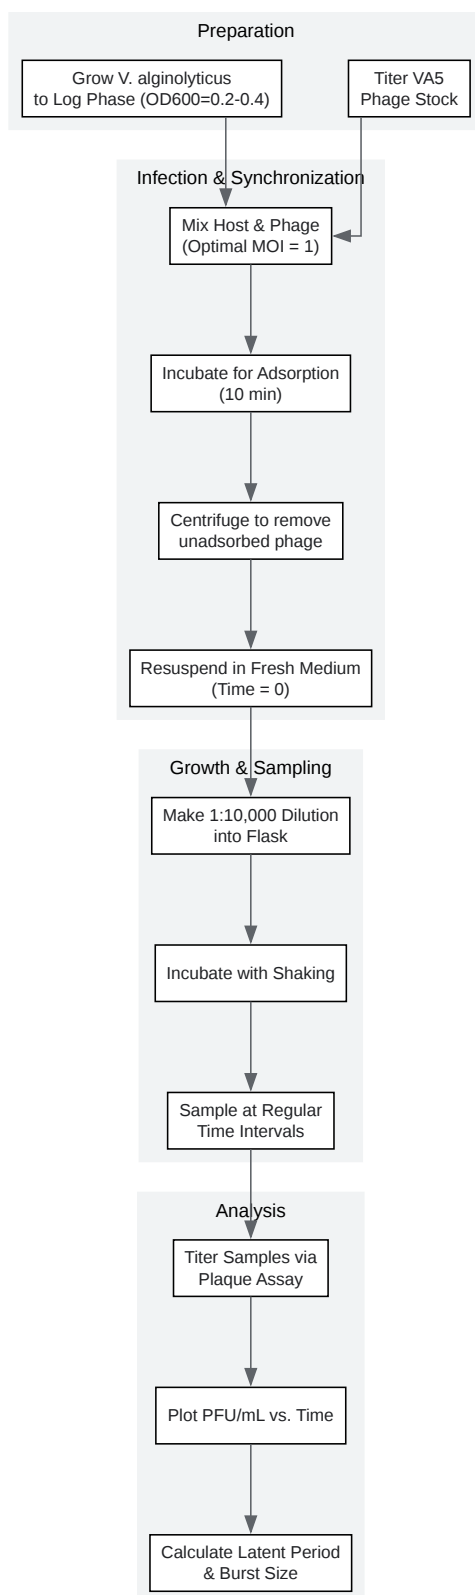 Preparation
Grow V. alginolyticus
to Log Phase (OD600=0.2-0.4)
Titer VA5
Phage Stock
Infection & Synchronization
Mix Host & Phage
(Optimal MOI = 1)
Incubate for Adsorption
(10 min)
Centrifuge to remove
unadsorbed phage
Resuspend in Fresh Medium
(Time = 0)
Growth & Sampling
Make 1:10,000 Dilution
into Flask
Incubate with Shaking
Sample at Regular
Time Intervals
Analysis
Titer Samples via
Plaque Assay
Plot PFU/mL vs. Time
Calculate Latent Period
& Burst Size